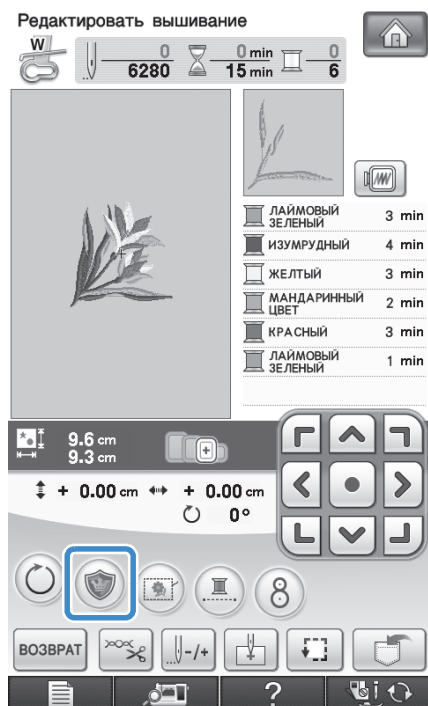 Редактировать вышивание
W
0 0 min 0
6280 15 min 6
ЛАЙМОВЫЙ ЗЕЛЕНЫЙ 3 min
ИЗУМРУДНЫЙ 4 min
ЖЕЛТЫЙ 3 min
МАНДАРИННЫЙ ЦВЕТ 2 min
КРАСНЫЙ 3 min
ЛАЙМОВЫЙ ЗЕЛЕНЫЙ 1 min
9.6 cm
9.3 cm
+ 0.00 cm + 0.00 cm
0°
8
ВОЗВРАТ -/+
? i